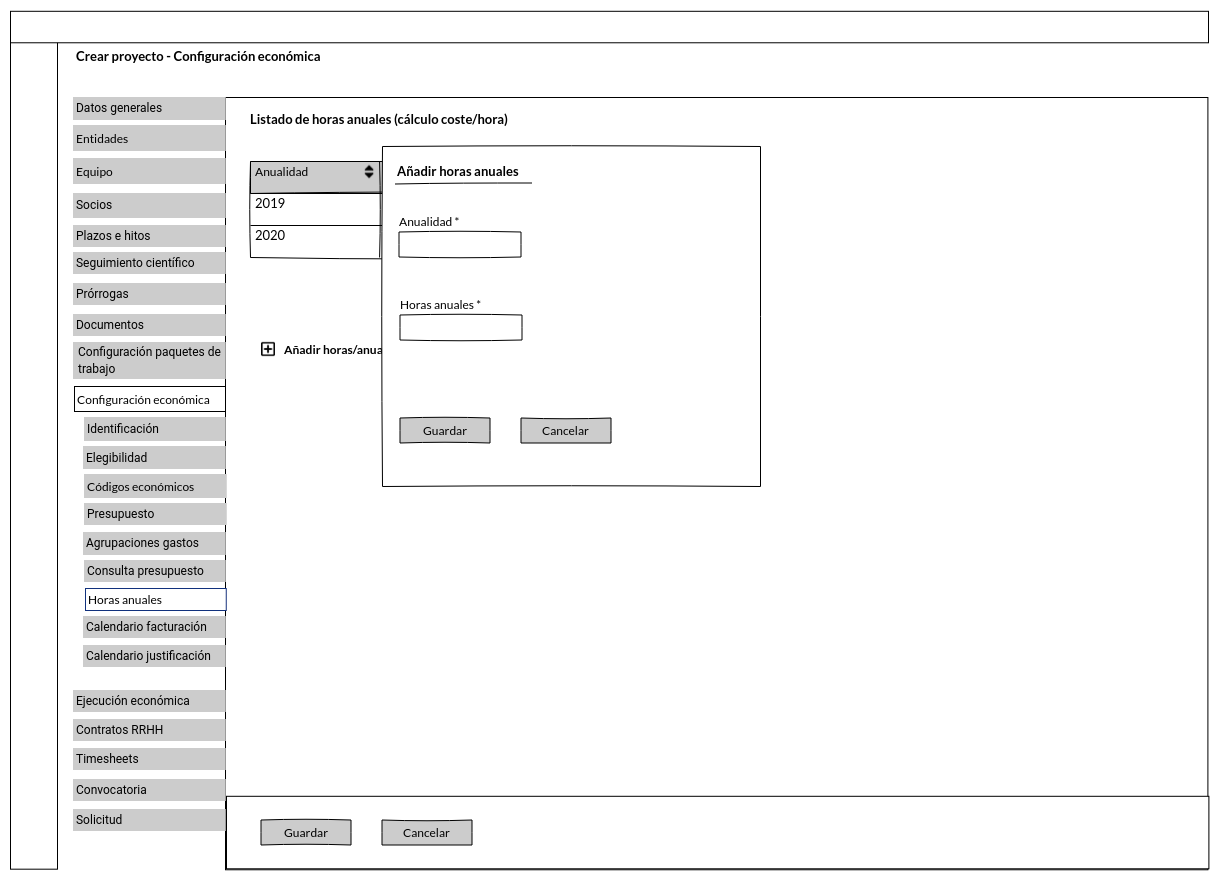 Crear proyecto - Configuración económica
Datos generales
Entidades
Equipo
Socios
Plazos e hitos
Seguimiento científico
Prórrogas
Documentos
Configuración paquetes de
trabajo
Configuración económica
Identificación
Elegibilidad
Códigos económicos
Presupuesto
Agrupaciones gastos
Consulta presupuesto
Horas anuales
Calendario facturación
Calendario justificación
Ejecución económica
Contratos RRHH
Timesheets
Convocatoria
Solicitud
Listado de horas anuales (cálculo coste/hora)
Anualidad
2019
2020
Añadir horas/anua
Añadir horas anuales
Anualidad *
Horas anuales *
Guardar
Cancelar
Guardar
Cancelar